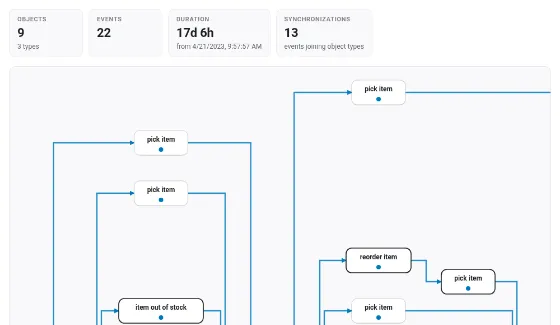 OBJECTS
9
3 types
EVENTS
22
DURATION
17d 6h
from 4/21/2023, 9:57:57 AM
SYNCHRONIZATIONS
13
events joining object types
pick item
pick item
pick item
reorder item
pick item
item out of stock
pick item